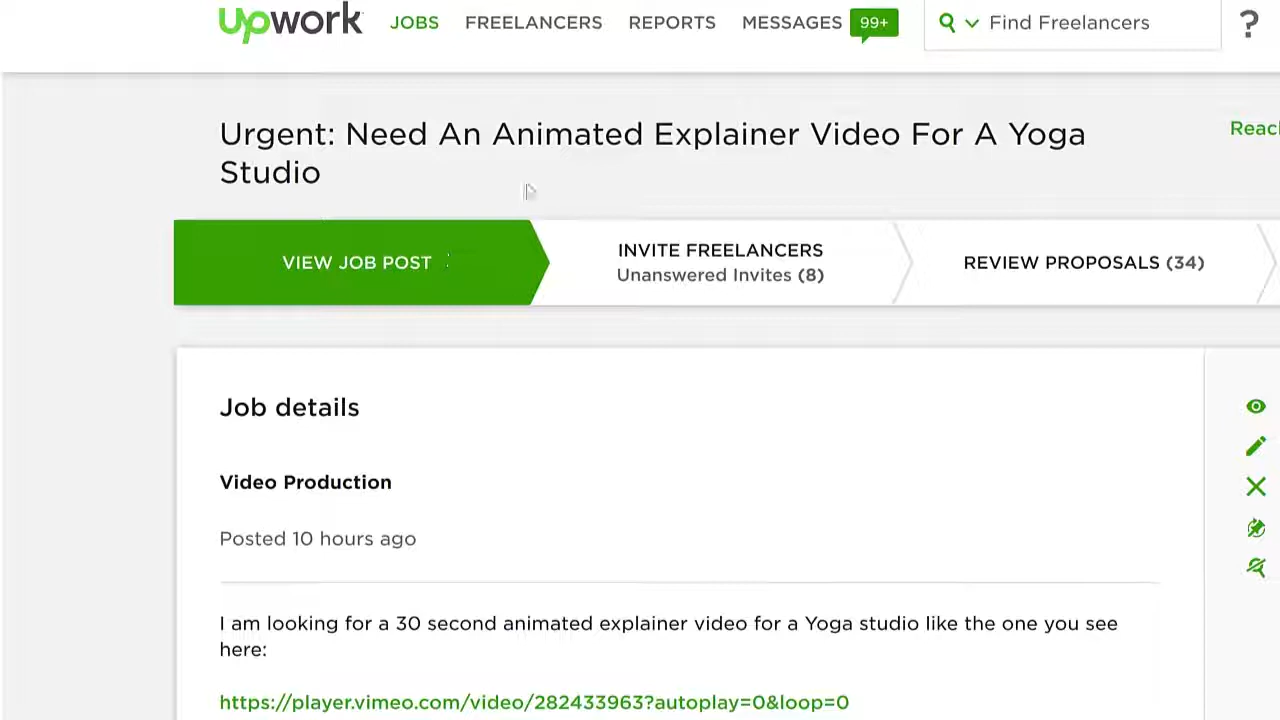 upwork JOBS FREELANCERS REPORTS MESSAGES 99+ Find Freelancers ?
Urgent: Need An Animated Explainer Video For A Yoga
Studio
VIEW JOB POST
INVITE FREELANCERS
Unanswered Invites (8)
REVIEW PROPOSALS (34)
Job details
Video Production
Posted 10 hours ago
I am looking for a 30 second animated explainer video for a Yoga studio like the one you see
here:
https://player.vimeo.com/video/282433963?autoplay=0&loop=0